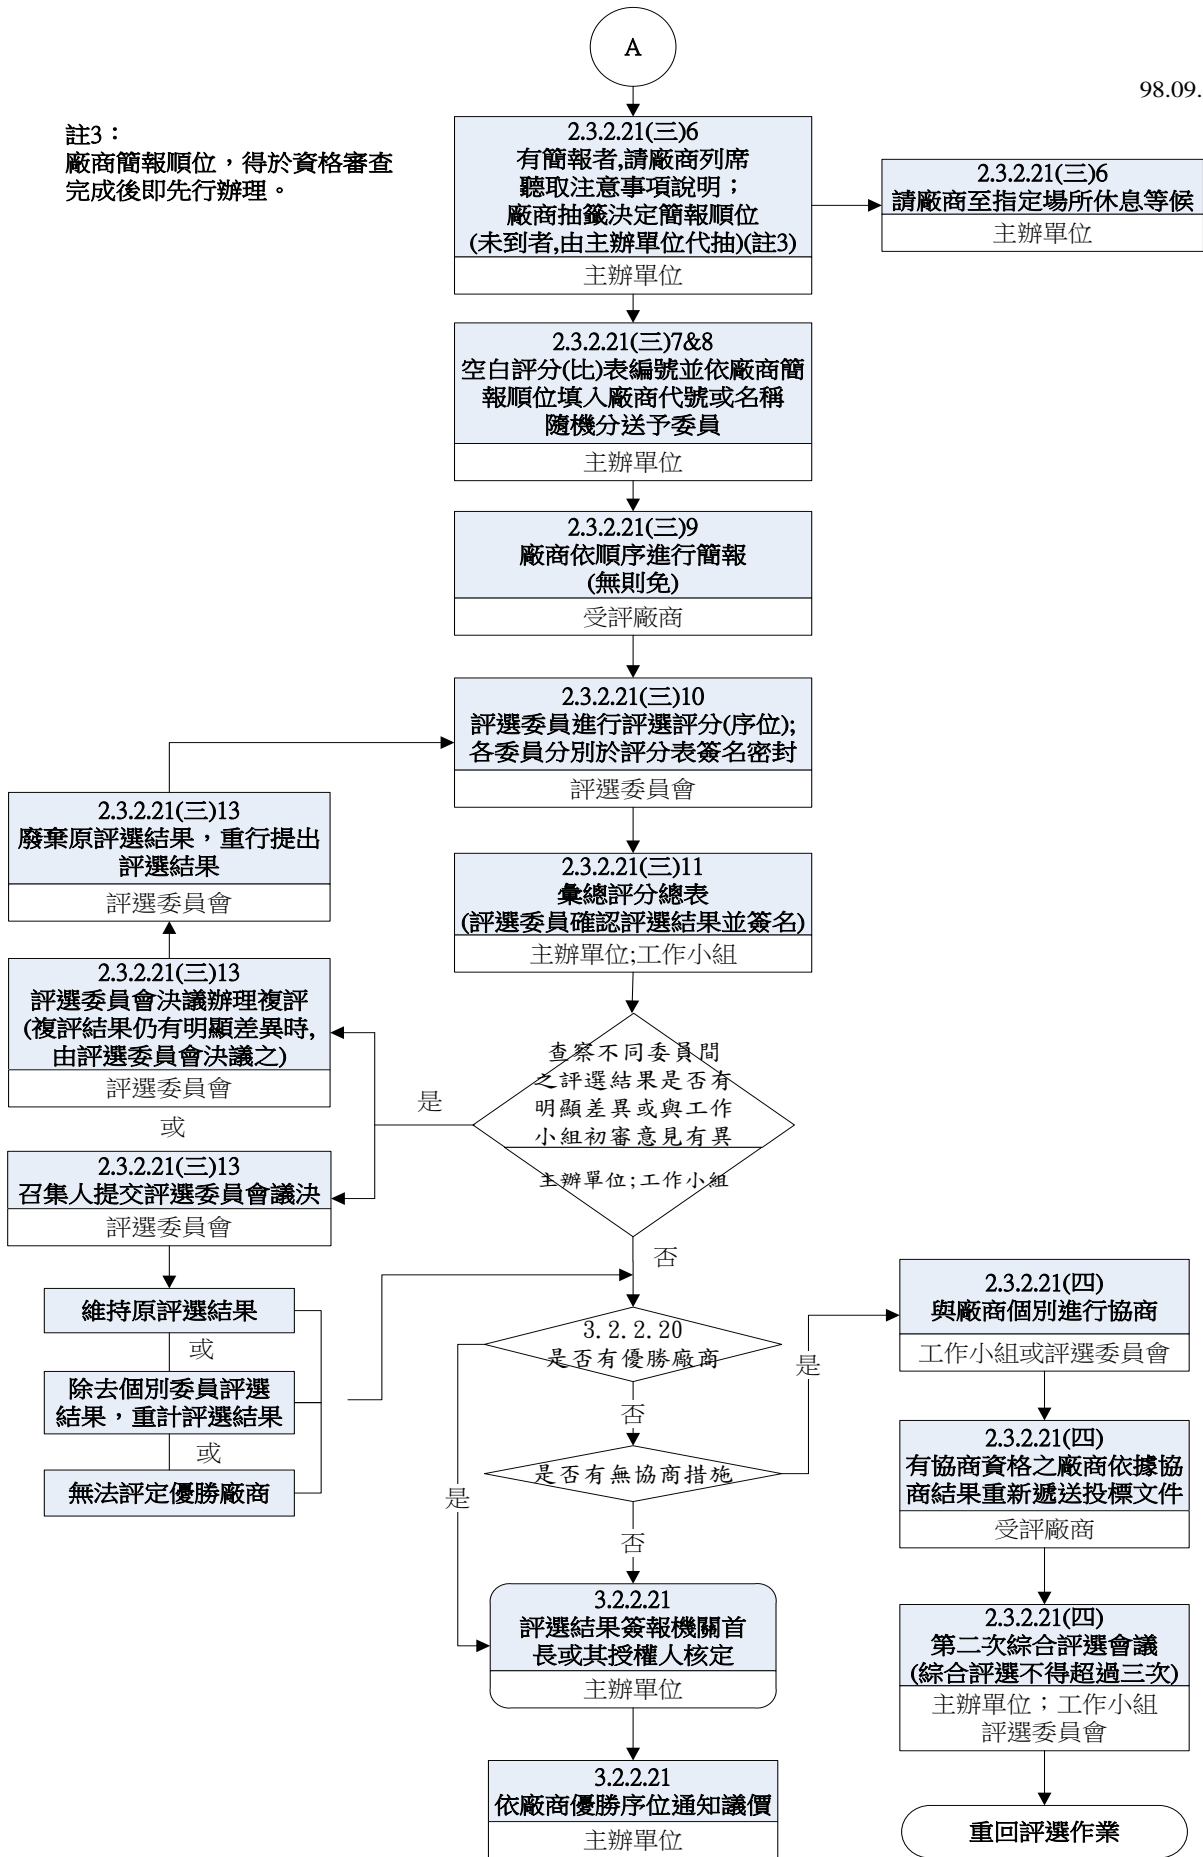 A
98.09.
註3：
廠商簡報順位，得於資格審查
完成後即先行辦理。
2.3.2.21(三)6
有簡報者,請廠商列席
聽取注意事項說明；
廠商抽籤決定簡報順位
(未到者,由主辦單位代抽)(註3)
主辦單位
2.3.2.21(三)6
請廠商至指定場所休息等候
主辦單位
2.3.2.21(三)7&8
空白評分(比)表編號並依廠商簡
報順位填入廠商代號或名稱
隨機分送予委員
主辦單位
2.3.2.21(三)9
廠商依順序進行簡報
(無則免)
受評廠商
2.3.2.21(三)10
評選委員進行評選評分(序位);
各委員分別於評分表簽名密封
評選委員會
2.3.2.21(三)13
廢棄原評選結果，重行提出
評選結果
評選委員會
2.3.2.21(三)11
彙總評分總表
(評選委員確認評選結果並簽名)
主辦單位;工作小組
2.3.2.21(三)13
評選委員會決議辦理複評
(複評結果仍有明顯差異時,
由評選委員會決議之)
評選委員會
或
是
查察不同委員間
之評選結果是否有
明顯差異或與工作
小組初審意見有異
主辦單位;工作小組
2.3.2.21(三)13
召集人提交評選委員會議決
評選委員會
否
維持原評選結果
或
除去個別委員評選
結果，重計評選結果
或
無法評定優勝廠商
3.2.2.20
是否有優勝廠商
是
否
是否有無協商措施
是
否
2.3.2.21(四)
與廠商個別進行協商
工作小組或評選委員會
2.3.2.21(四)
有協商資格之廠商依據協
商結果重新遞送投標文件
受評廠商
3.2.2.21
評選結果簽報機關首
長或其授權人核定
主辦單位
2.3.2.21(四)
第二次綜合評選會議
(綜合評選不得超過三次)
主辦單位；工作小組
評選委員會
3.2.2.21
依廠商優勝序位通知議價
主辦單位
重回評選作業